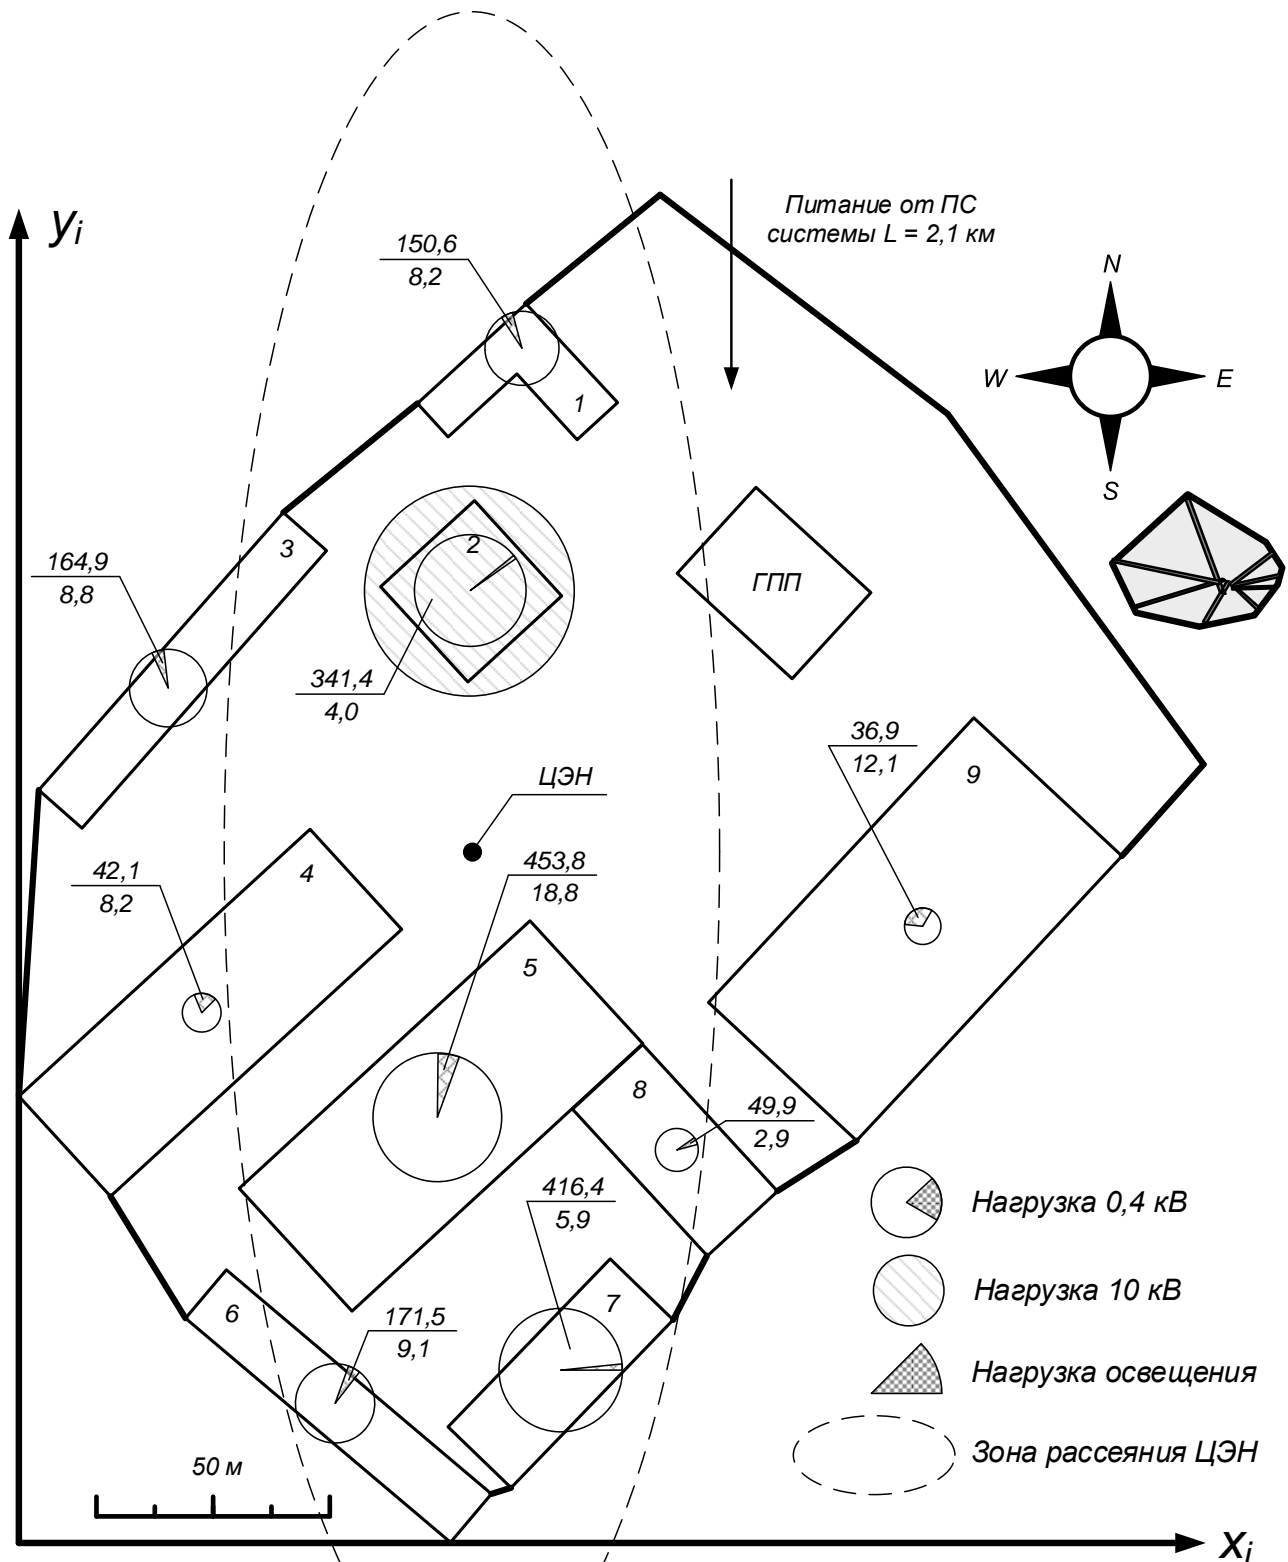 yi
Питание от ПС
системы L = 2,1 км
150,6
8,2
N
W
E
S
1
2
3
ГПП
164,9
8,8
341,4
4,0
36,9
12,1
9
ЦЭН
42,1
8,2
4
453,8
18,8
5
8
49,9
2,9
416,4
5,9
Нагрузка 0,4 кВ
Нагрузка 10 кВ
6
7
171,5
9,1
Нагрузка освещения
Зона рассеяния ЦЭН
50 м
xi